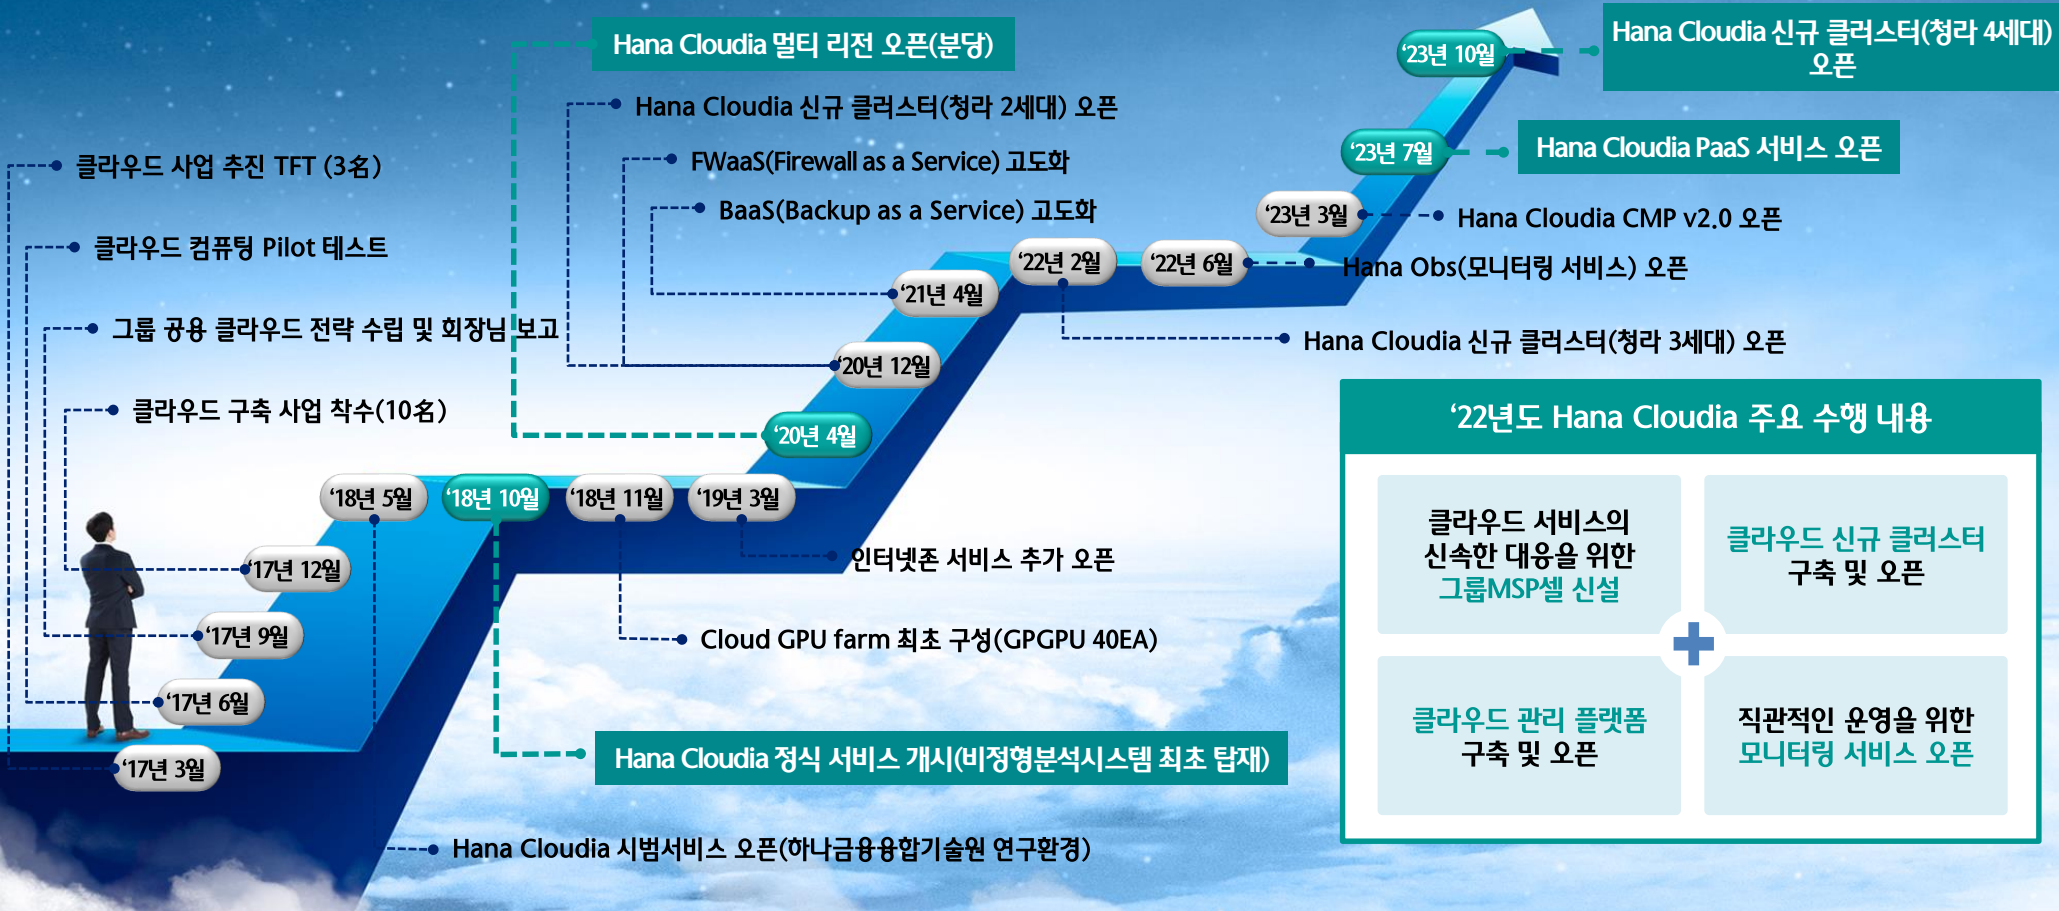 Hana Cloudia 멀티 리전 오픈(분당)
Hana Cloudia 신규 클러스터(청라 2세대) 오픈
FWaaS(Firewall as a Service) 고도화
BaaS(Backup as a Service) 고도화
클라우드 사업 추진 TFT (3名)
클라우드 컴퓨팅 Pilot 테스트
그룹 공용 클라우드 전략 수립 및 회장님 보고
클라우드 구축 사업 착수(10名)
‘17년 3월
‘17년 6월
‘17년 9월
‘17년 12월
‘18년 5월
‘18년 10월
‘18년 11월
‘19년 3월
‘20년 4월
‘20년 12월
‘21년 4월
‘22년 2월
‘22년 6월
‘23년 3월
‘23년 7월
‘23년 10월
Hana Cloudia 신규 클러스터(청라 4세대)
오픈
Hana Cloudia PaaS 서비스 오픈
Hana Cloudia CMP v2.0 오픈
Hana Obs(모니터링 서비스) 오픈
Hana Cloudia 신규 클러스터(청라 3세대) 오픈
인터넷존 서비스 추가 오픈
Cloud GPU farm 최초 구성(GPGPU 40EA)
Hana Cloudia 정식 서비스 개시(비정형분석시스템 최초 탑재)
Hana Cloudia 시범서비스 오픈(하나금융융합기술원 연구환경)
‘22년도 Hana Cloudia 주요 수행 내용
클라우드 서비스의
신속한 대응을 위한
그룹MSP셀 신설
클라우드 신규 클러스터
구축 및 오픈
클라우드 관리 플랫폼
구축 및 오픈
직관적인 운영을 위한
모니터링 서비스 오픈